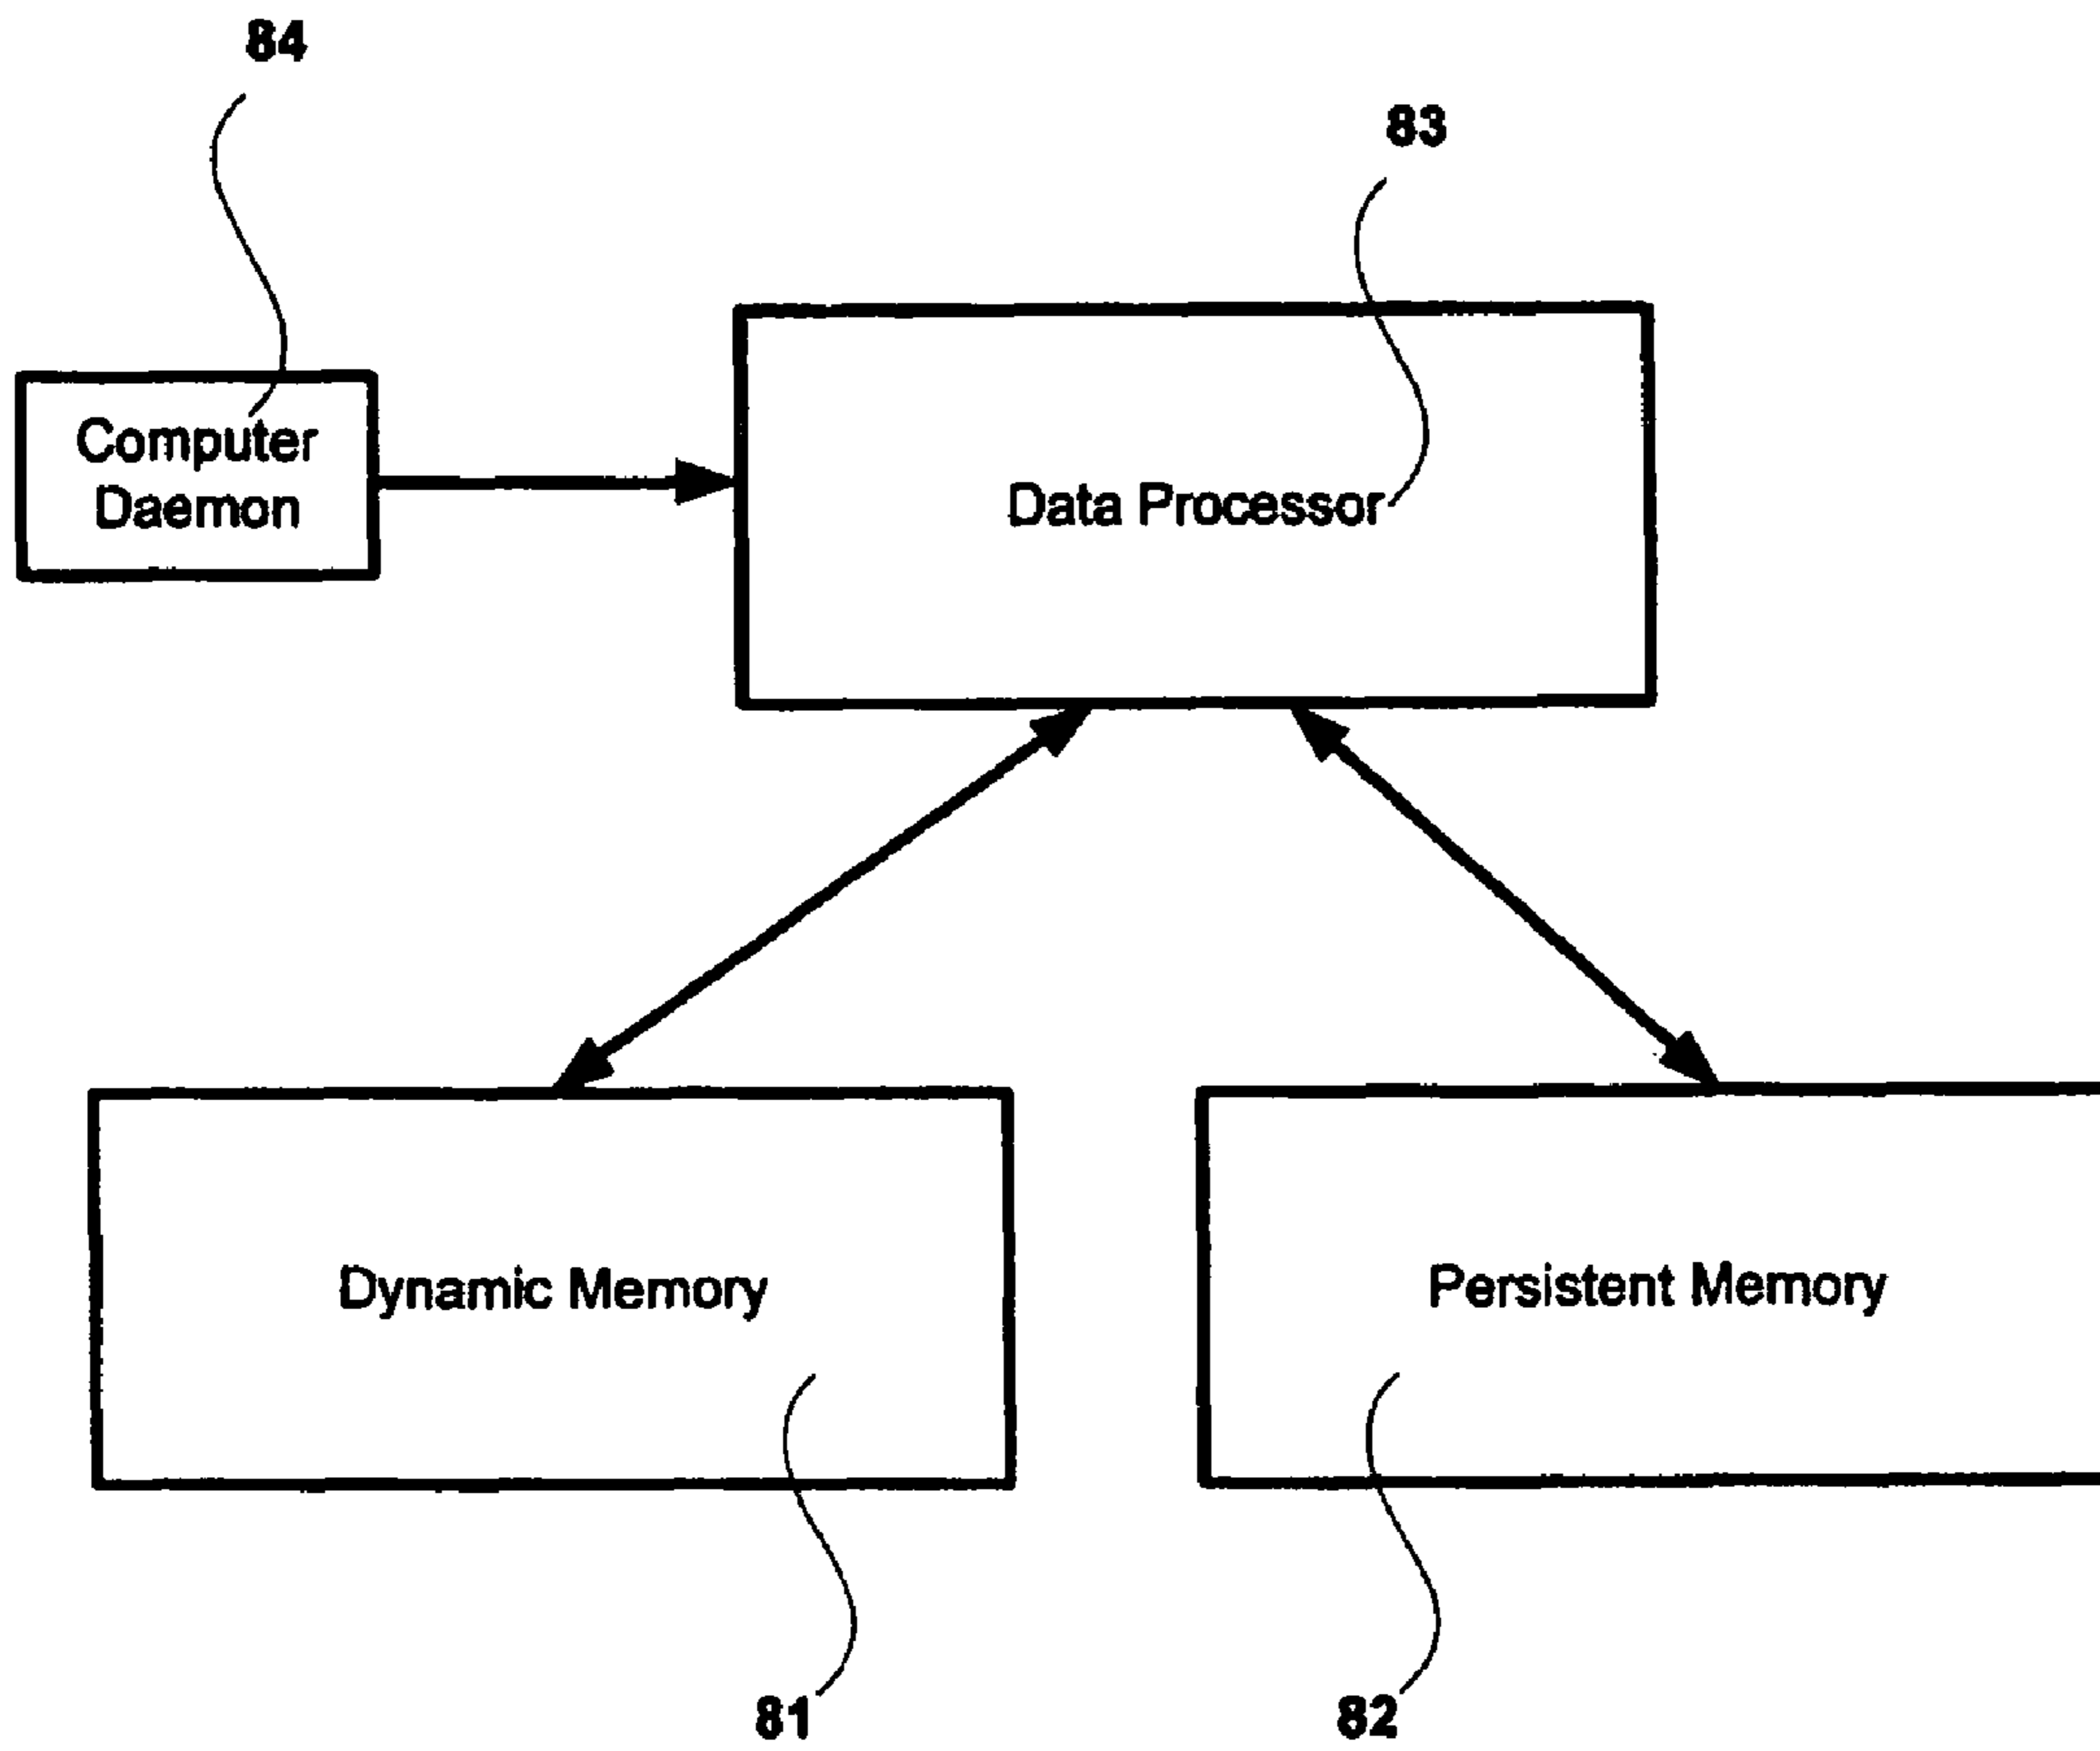 84
83
Computer
Daemon
Data Processor
Dynamic Memory
Persistent Memory
81
82